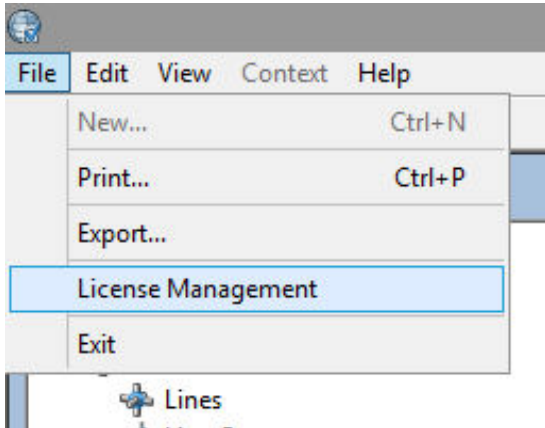 File Edit View Context Help
New... Ctrl+N
Print... Ctrl+P
Export...
License Management
Exit
Lines